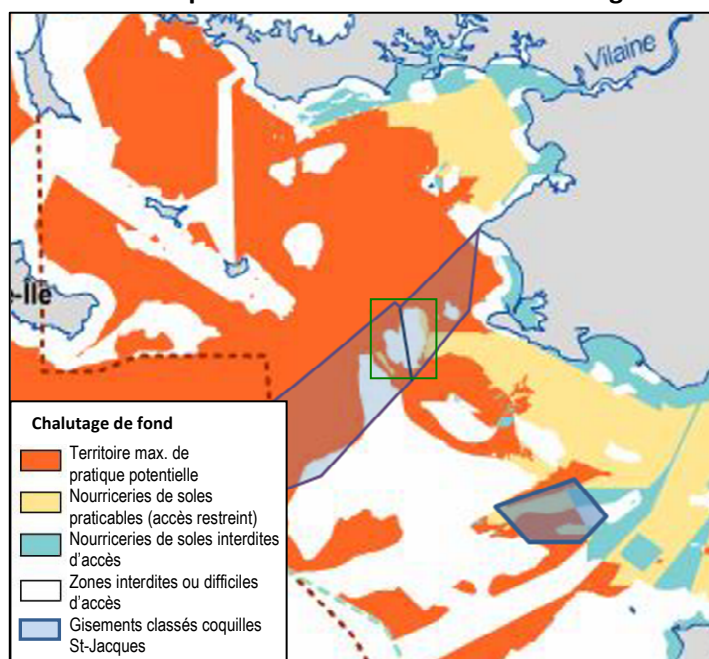 Vilaine
e-Ile
Chalutage de fond
Territoire max. de
pratique potentielle
Nourriceries de soles
praticables (accès restreint)
Nourriceries de soles interdites
d'accès
Zones interdites ou difficiles
d'accès
Gisements classés coquilles
St-Jacques